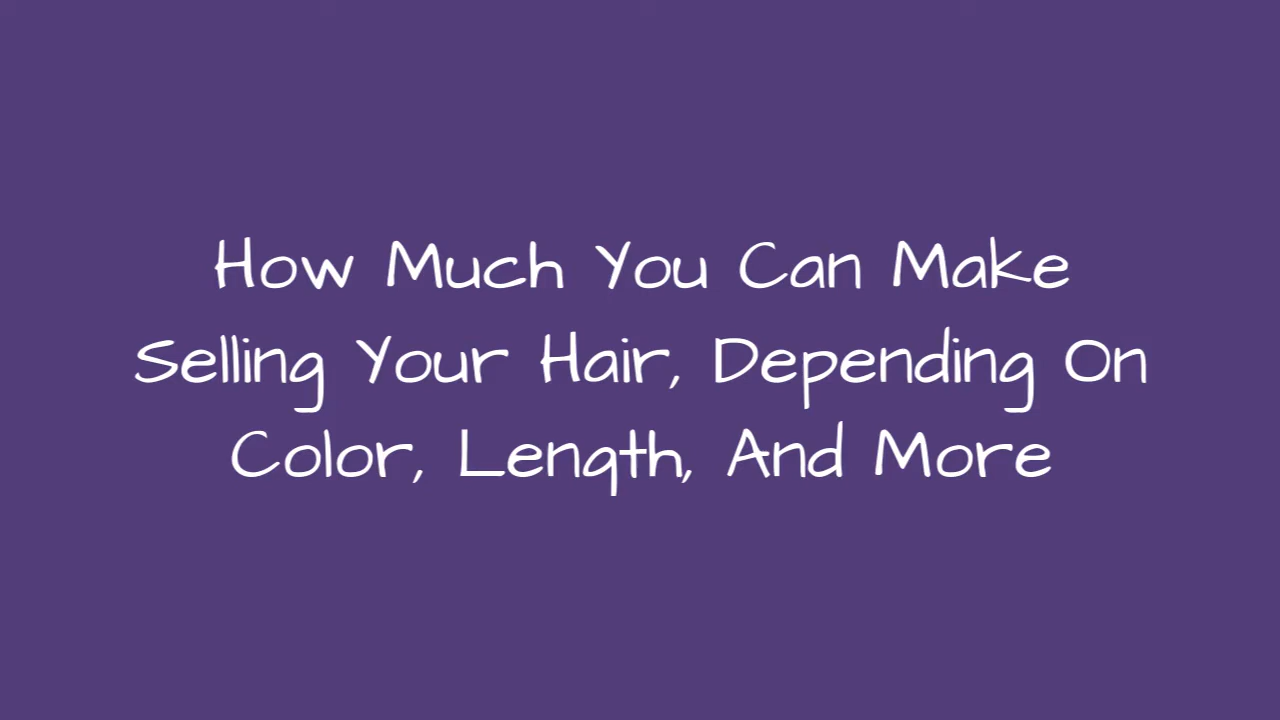 How Much You Can Make
Selling Your Hair, Depending On
Color, Length, And More